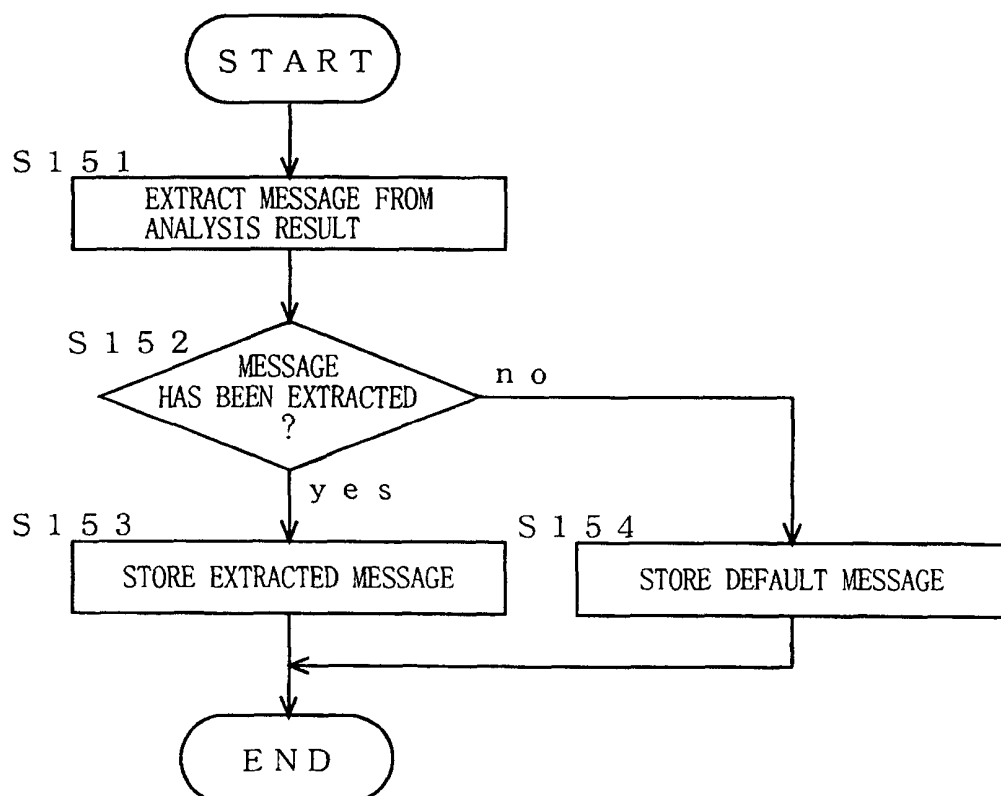 START
S151
EXTRACT MESSAGE FROM
ANALYSIS RESULT
S152
MESSAGE
HAS BEEN EXTRACTED
?
no
yes
S153
STORE EXTRACTED MESSAGE
S154
STORE DEFAULT MESSAGE
END